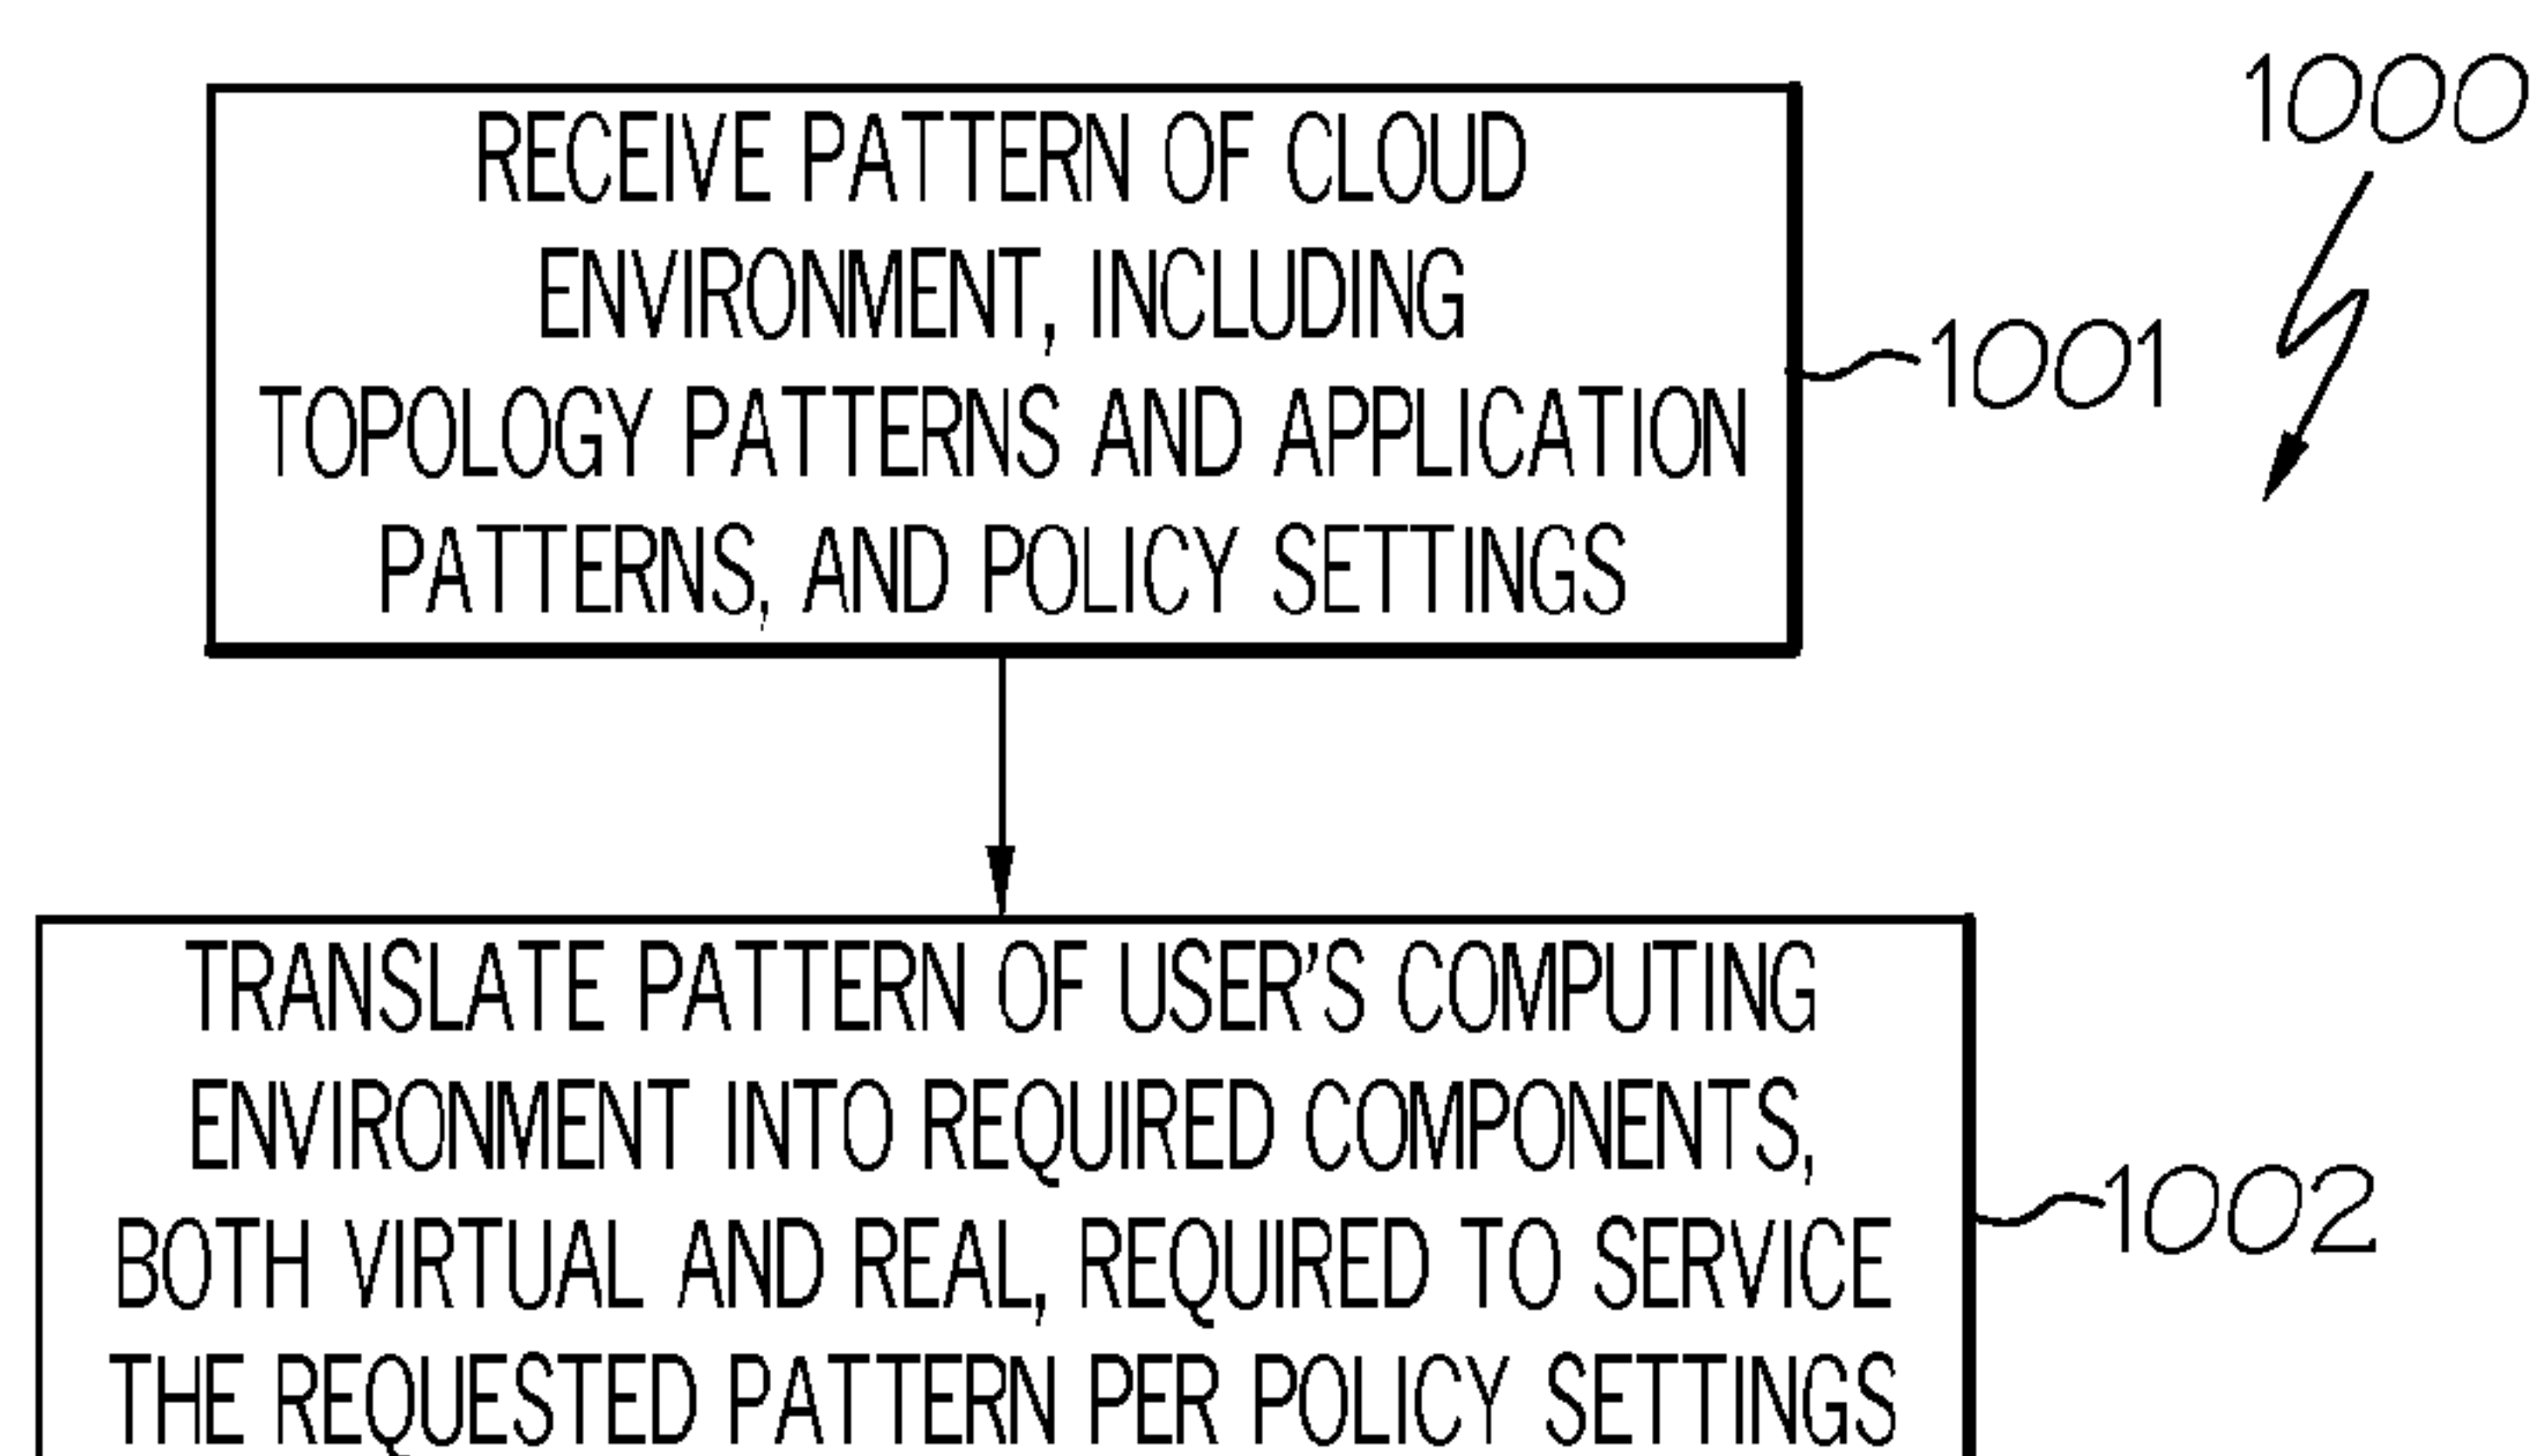 1000
RECEIVE PATTERN OF CLOUD
ENVIRONMENT, INCLUDING
TOPOLOGY PATTERNS AND APPLICATION
PATTERNS, AND POLICY SETTINGS
1001
TRANSLATE PATTERN OF USER'S COMPUTING
ENVIRONMENT INTO REQUIRED COMPONENTS,
BOTH VIRTUAL AND REAL, REQUIRED TO SERVICE
THE REQUESTED PATTERN PER POLICY SETTINGS
1002